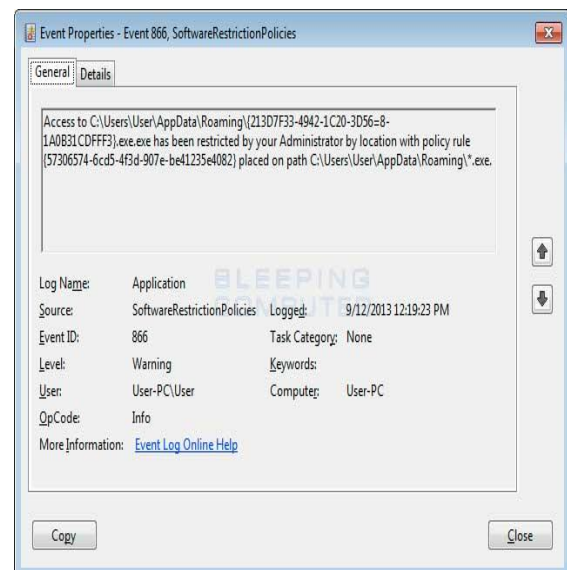 Event Properties - Event 866, SoftwareRestrictionPolicies
General Details
Access to C:\Users\User\AppData\Roaming\{213D7F33-4942-1C20-3D56=8-
1A0B31CDFFF3}.exe.exe has been restricted by your Administrator by location with policy rule
{57306574-6cd5-4f3d-907e-be41235e4082} placed on path C:\Users\User\AppData\Roaming\*.exe.
BLEEPING
COMPUTER
Log Name: Application
Source: SoftwareRestrictionPolicies Logged: 9/12/2013 12:19:23 PM
Event ID: 866 Task Category: None
Level: Warning Keywords:
User: User-PC\User Computer: User-PC
OpCode: Info
More Information: Event Log Online Help
Copy Close